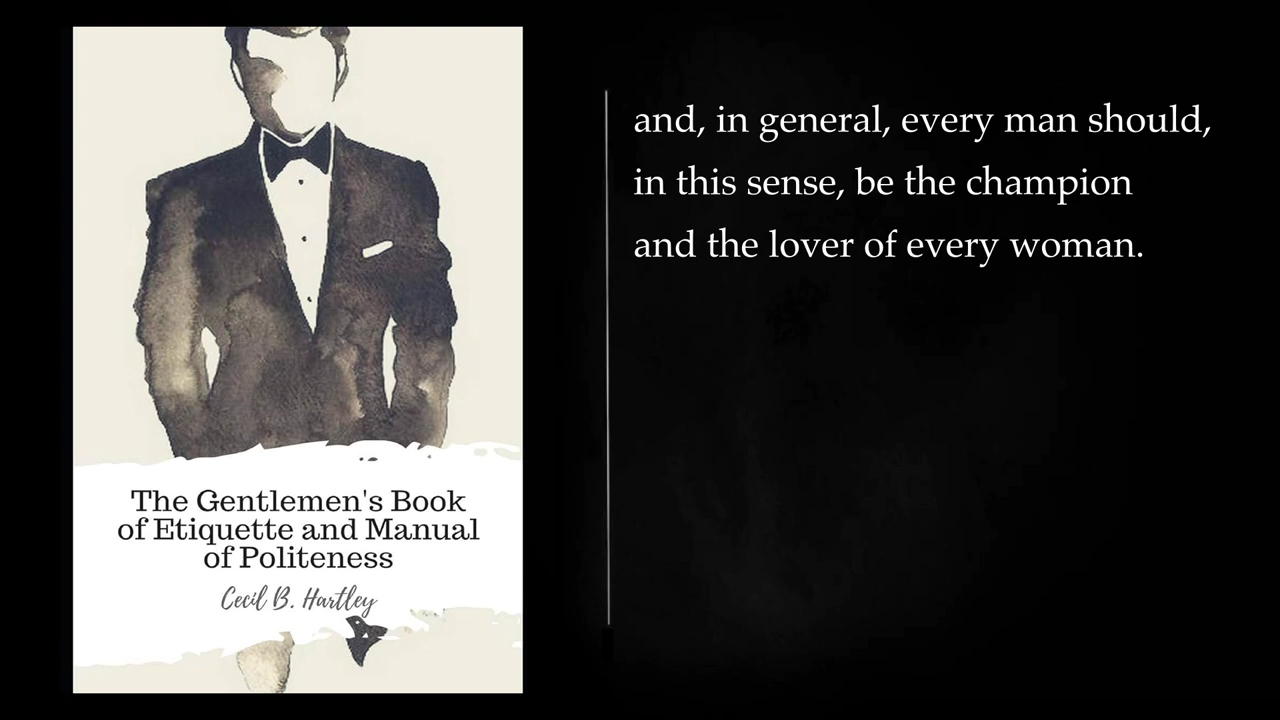 The Gentlemen's Book
of Etiquette and Manual
of Politeness
Cecil B. Hartley
and, in general, every man should,
in this sense, be the champion
and the lover of every woman.